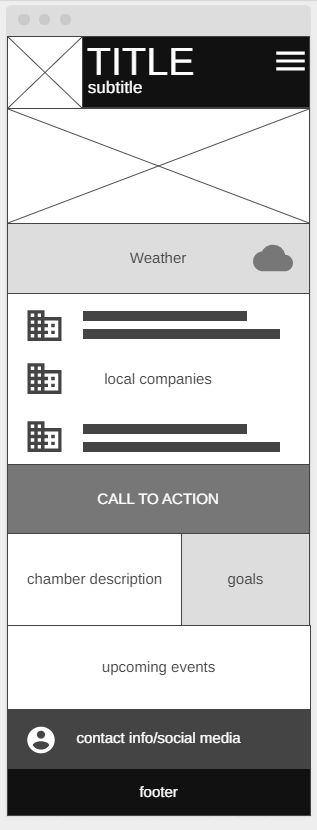 TITLE
subtitle
Weather
local companies
CALL TO ACTION
chamber description
goals
upcoming events
contact info/social media
footer